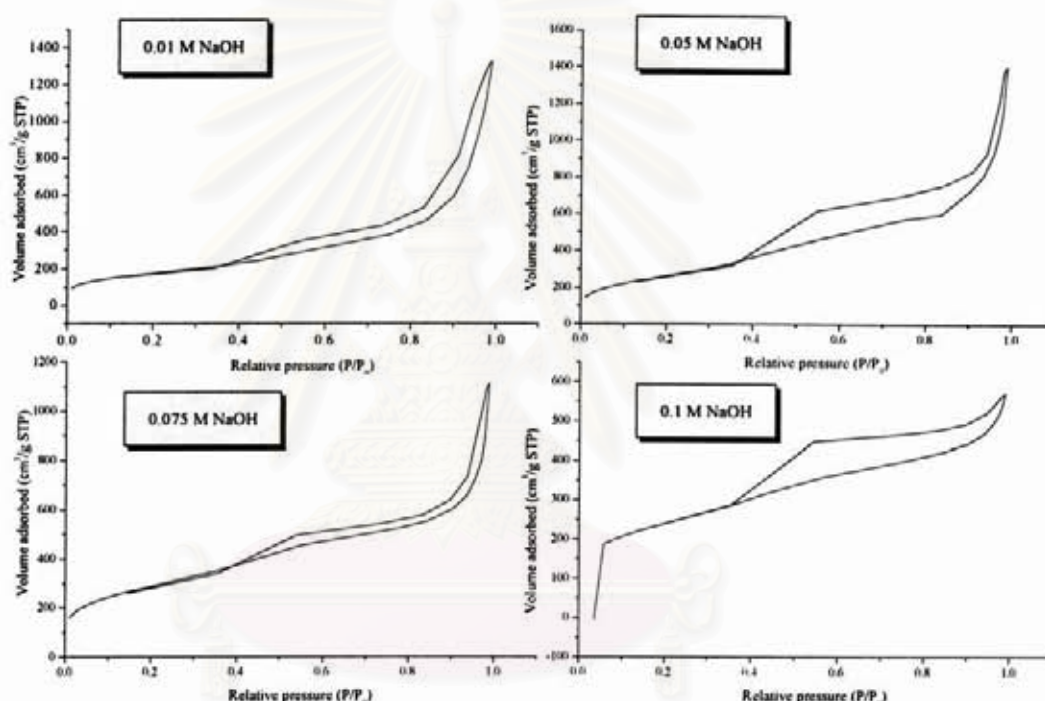 0.01 M NaOH
Volume adsorbed (cm³/g STP)
1400
1200
1000
800
600
400
200
0
0.0 0.2 0.4 0.6 0.8 1.0
Relative pressure (P/Pₒ)
0.05 M NaOH
Volume adsorbed (cm³/g STP)
1600
1400
1200
1000
800
600
400
200
0
0.0 0.2 0.4 0.6 0.8 1.0
Relative pressure (P/Pₒ)
0.075 M NaOH
Volume adsorbed (cm³/g STP)
1200
1000
800
600
400
200
0
0.0 0.2 0.4 0.6 0.8 1.0
Relative pressure (P/P
0.1 M NaOH
Volume adsorbed (cm³/g STP)
600
500
400
300
200
100
0
-100
0.0 0.2 0.4 0.6 0.8 1.0
Relative pressure (P/P